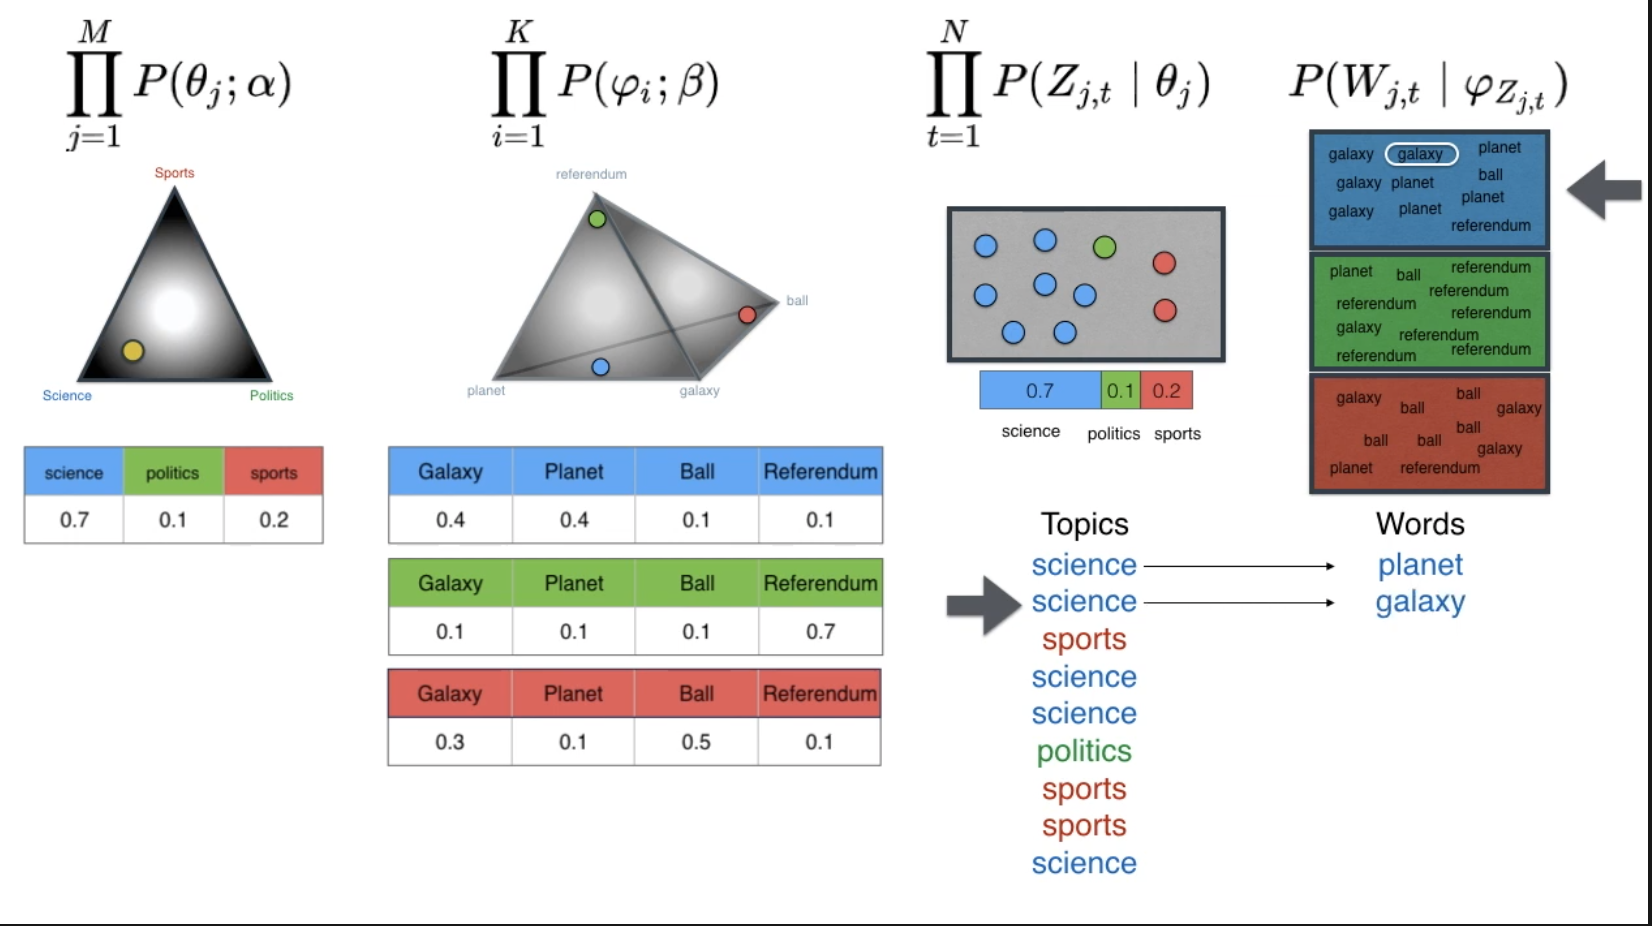 $$\prod_{j=1}^{M} P(\theta_j; \alpha)$$
$$\prod_{i=1}^{K} P(\varphi_i; \beta)$$
$$\prod_{t=1}^{N} P(Z_{j,t} \mid \theta_j)$$
$$P(W_{j,t} \mid \varphi_{Z_{j,t}})$$
Sports
Science Politics
science politics sports
0.7 0.1 0.2
referendum
ball
planet galaxy
Galaxy Planet Ball Referendum
0.4 0.4 0.1 0.1
Galaxy Planet Ball Referendum
0.1 0.1 0.1 0.7
Galaxy Planet Ball Referendum
0.3 0.1 0.5 0.1
0.7 0.1 0.2
science politics sports
galaxy galaxy planet
galaxy planet ball
galaxy planet planet
referendum
planet ball referendum
referendum
referendum referendum
galaxy referendum
referendum referendum
galaxy ball ball galaxy
ball ball ball
galaxy
planet referendum
Topics Words
science planet
science galaxy
sports
science
science
politics
sports
sports
science